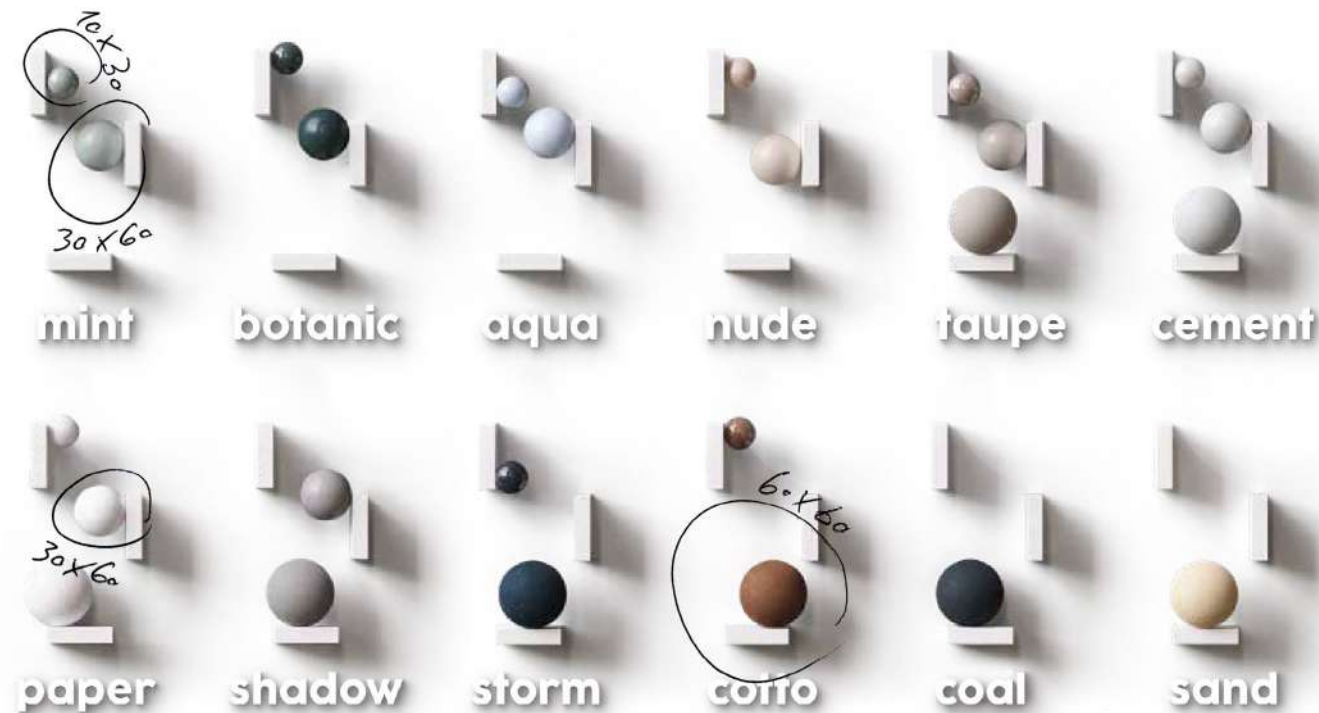 10x30
30x60
mint botanic aqua nude taupe cement
30x60
60x60
paper shadow storm cotto coal sand